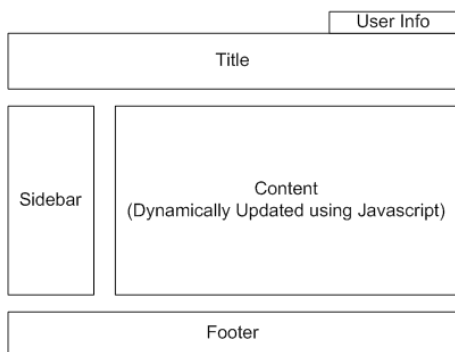 User Info
Title
Sidebar
Content
(Dynamically Updated using Javascript)
Footer